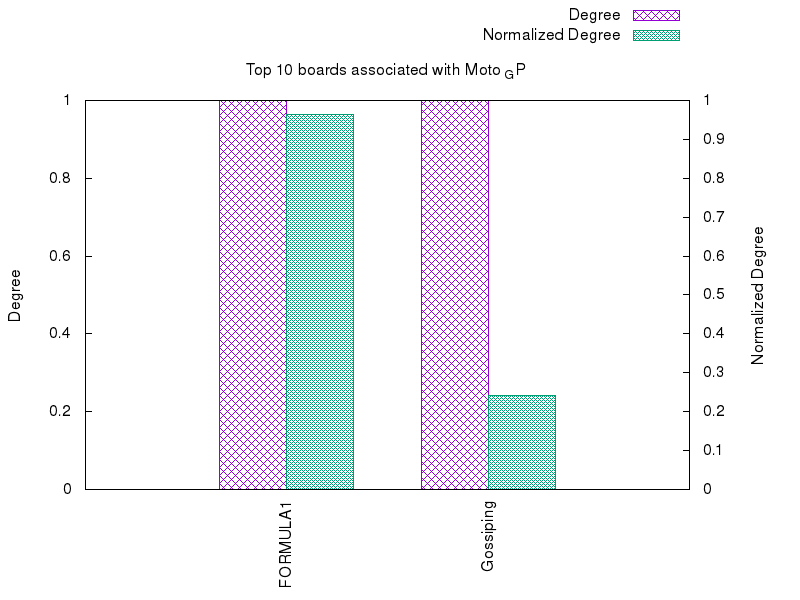 Degree
Normalized Degree
Top 10 boards associated with Moto GP
1
0.8
0.6
0.4
0.2
0
1
0.9
0.8
0.7
0.6
0.5
0.4
0.3
0.2
0.1
0
Degree
Normalized Degree
FORMULA1
Gossiping